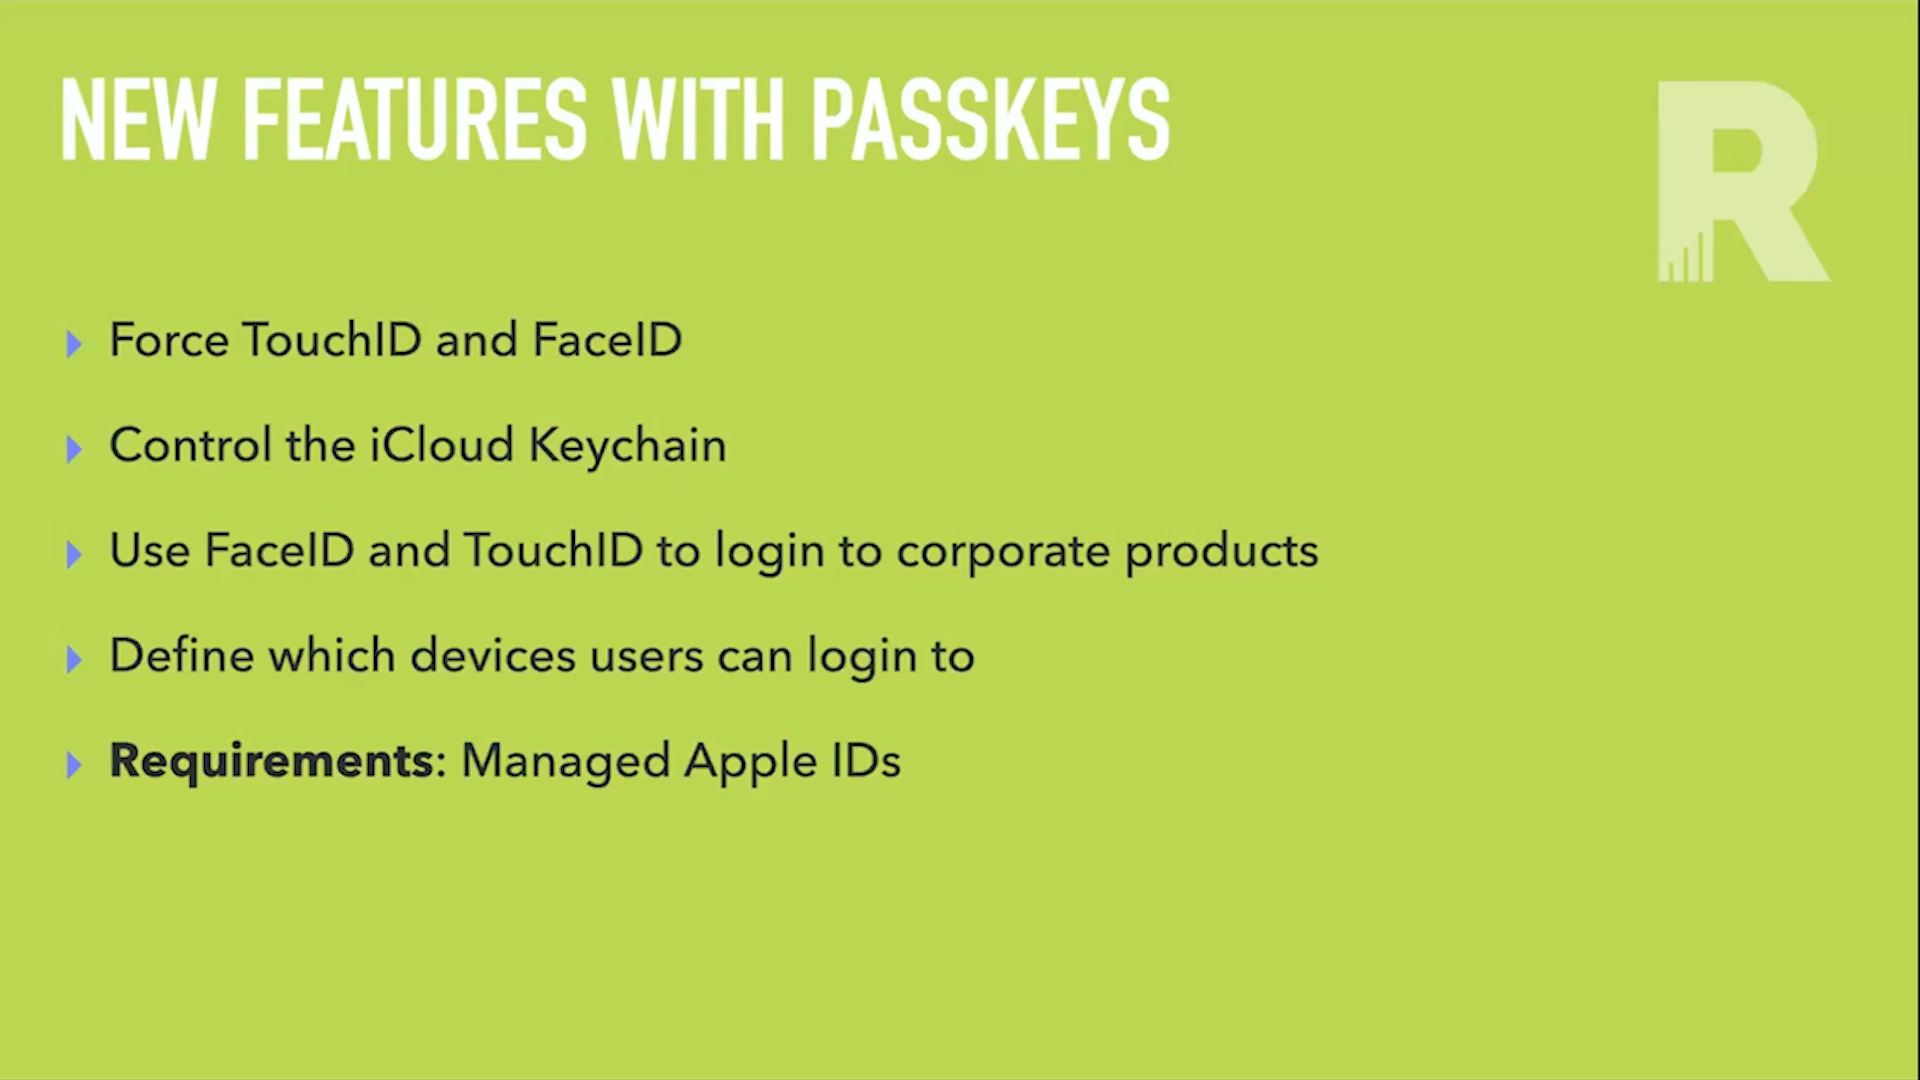 NEW FEATURES WITH PASSKEYS
R
Force TouchID and FaceID
Control the iCloud Keychain
Use FaceID and TouchID to login to corporate products
Define which devices users can login to
Requirements: Managed Apple IDs